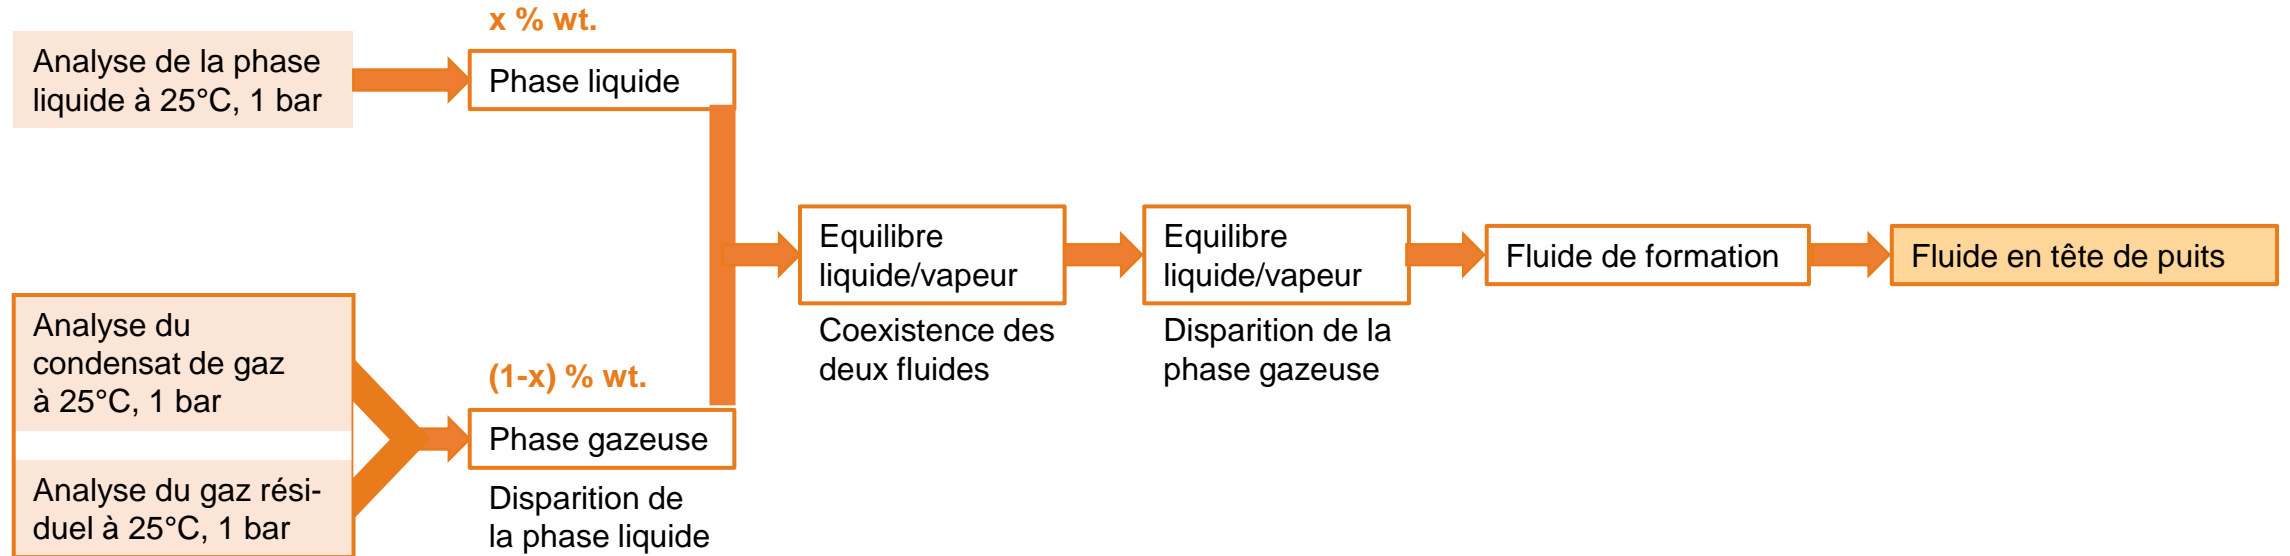 x % wt.
Analyse de la phase
liquide à 25°C, 1 bar
Phase liquide
Equilibre
liquide/vapeur
Coexistence des
deux fluides
Equilibre
liquide/vapeur
Disparition de la
phase gazeuse
Fluide de formation
Fluide en tête de puits
Analyse du
condensat de gaz
à 25°C, 1 bar
Analyse du gaz rési-
duel à 25°C, 1 bar
(1-x) % wt.
Phase gazeuse
Disparition de
la phase liquide